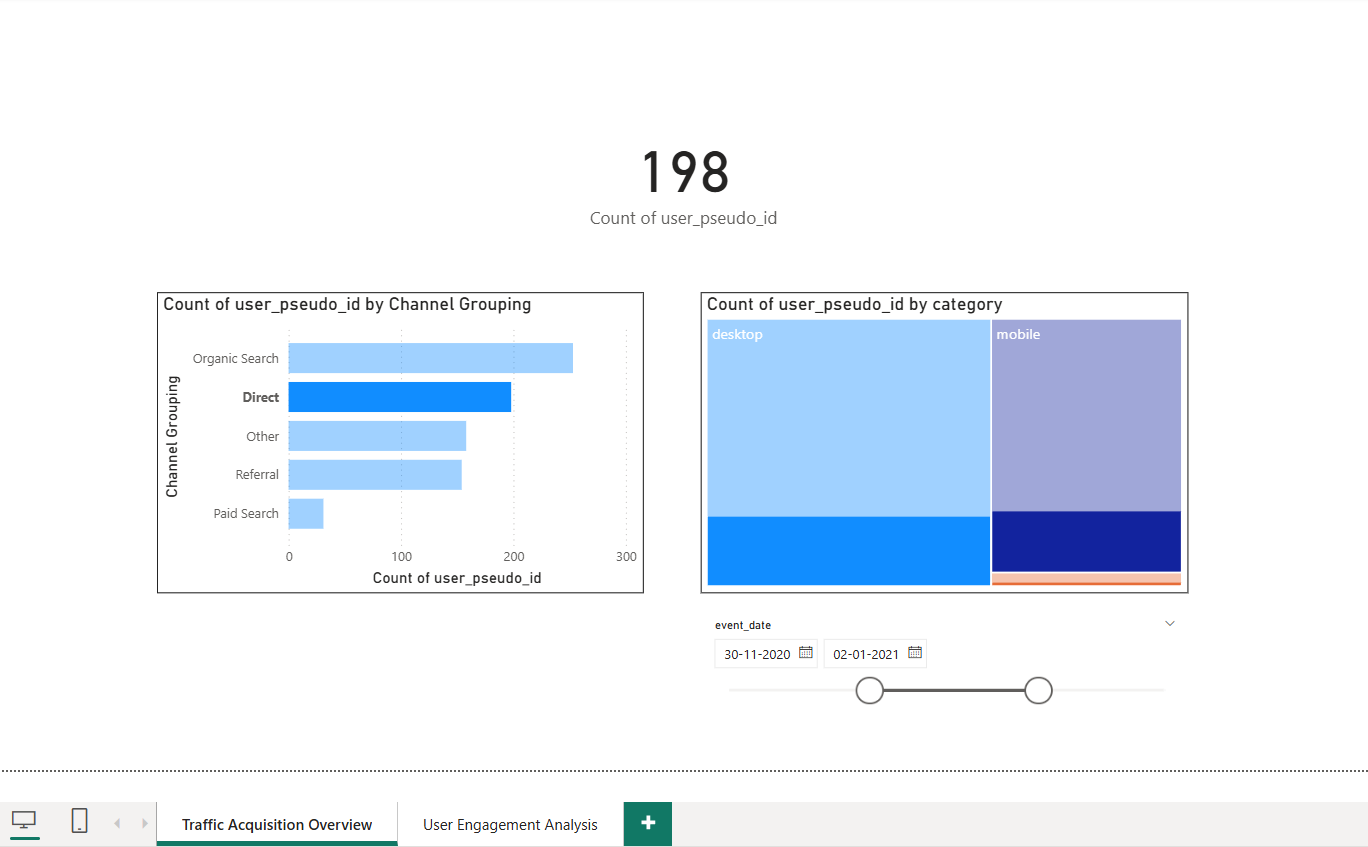 198
Count of user_pseudo_id
Count of user_pseudo_id by Channel Grouping
Channel Grouping
Organic Search
Direct
Other
Referral
Paid Search
0 100 200 300
Count of user_pseudo_id
Count of user_pseudo_id by category
desktop
mobile
event_date
30-11-2020 02-01-2021
Traffic Acquisition Overview User Engagement Analysis